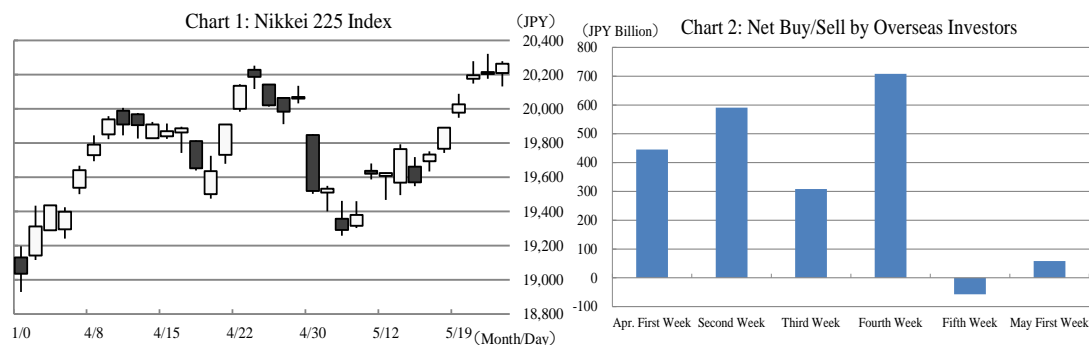 Chart 1: Nikkei 225 Index
(JPY)
20,400
20,200
20,000
19,800
19,600
19,400
19,200
19,000
18,800
1/0
4/8
4/15
4/22
4/30
5/12
5/19
(Month/Day)
(JPY Billion)
Chart 2: Net Buy/Sell by Overseas Investors
800
700
600
500
400
300
200
100
0
-100
Apr. First Week
Second Week
Third Week
Fourth Week
Fifth Week
May First Week